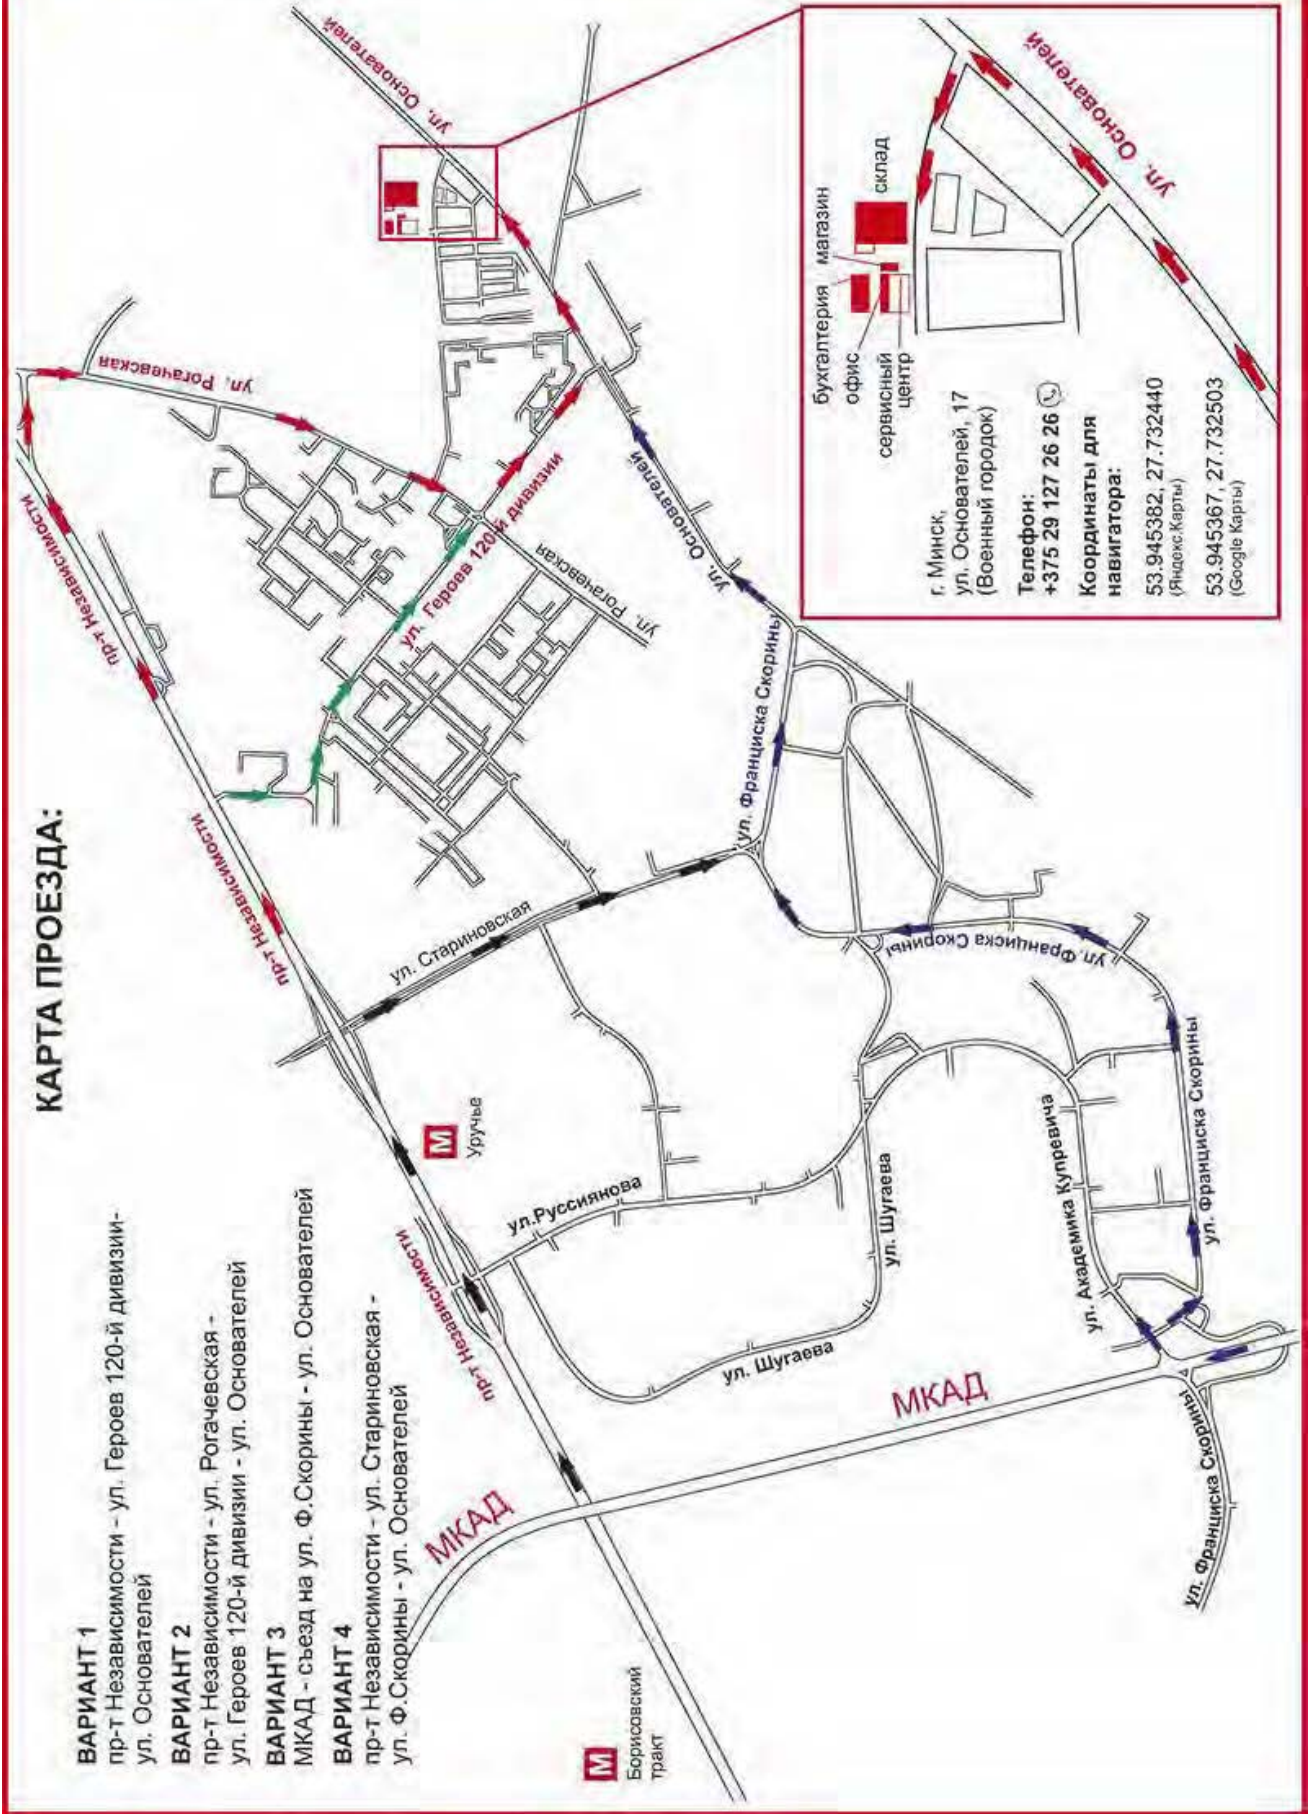 КАРТА ПРОЕЗДА:
ВАРИАНТ 1
пр-т Независимости - ул. Героев 120-й дивизии-
ул. Основателей
ВАРИАНТ 2
пр-т Независимости - ул. Рогачевская -
ул. Героев 120-й дивизии - ул. Основателей
ВАРИАНТ 3
МКАД - съезд на ул. Ф.Скорины - ул. Основателей
ВАРИАНТ 4
пр-т Независимости - ул. Стариновская -
ул. Ф.Скорины - ул. Основателей
М
Борисовский
тракт
МКАД
пр-т Независимости
М
Уручье
ул.Руссиянова
ул. Шугаева
ул. Шугаева
МКАД
ул. Академика Купревича
ул. Франциска Скорины
ул. Франциска Скорины
ул. Франциска Скорины
ул. Стариновская
пр-т Независимости
ул. Франциска Скорины
пр-т Независимости
ул. Рогачевская
ул. Рогачевская
ул. Героев 120-й дивизии
ул. Основателей
ул. Основателей
бухгалтерия
магазин
офис
склад
сервисный
центр
ул. Основателей
г. Минск,
ул. Основателей, 17
(Военный городок)
Телефон:
+375 29 127 26 26
Координаты для
навигатора:
53.945382, 27.732440
(Яндекс.Карты)
53.945367, 27.732503
(Google Карты)